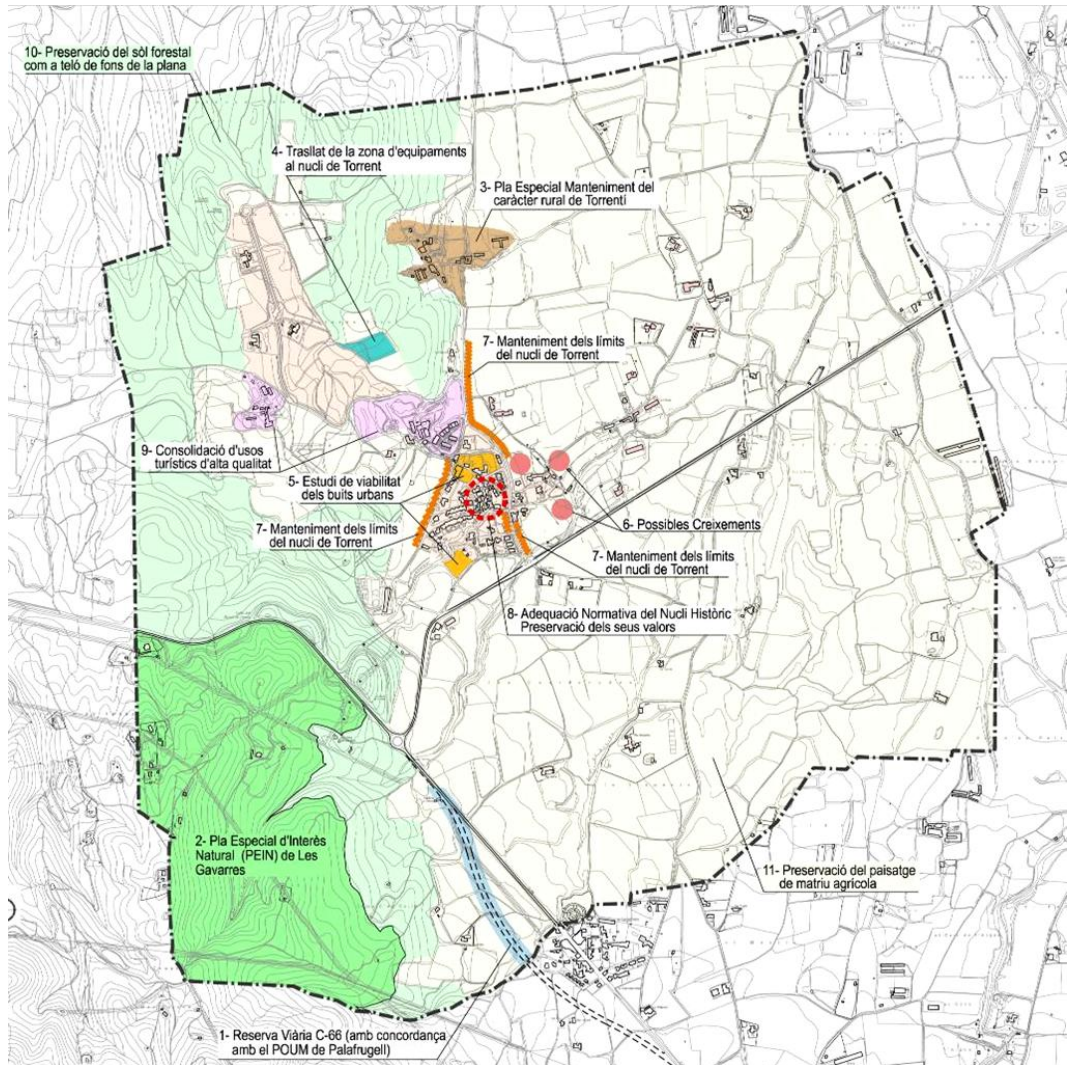 10- Preservació del sòl forestal
com a teló de fons de la plana
4- Trasllat de la zona d'equipaments
al nucli de Torrent
3- Pla Especial Manteniment del
caràcter rural de Torrentí
7- Manteniment dels límits
del nucli de Torrent
9- Consolidació d'usos
turístics d'alta qualitat
5- Estudi de viabilitat
dels buits urbans
7- Manteniment dels límits
del nucli de Torrent
6- Possibles Creixements
7- Manteniment dels límits
del nucli de Torrent
8- Adequació Normativa del Nucli Històric
Preservació dels seus valors
2- Pla Especial d'Interès
Natural (PEIN) de Les
Gavarres
11- Preservació del paisatge
de matriu agrícola
1- Reserva Viària C-66 (amb concordança
amb el POUM de Palafrugell)